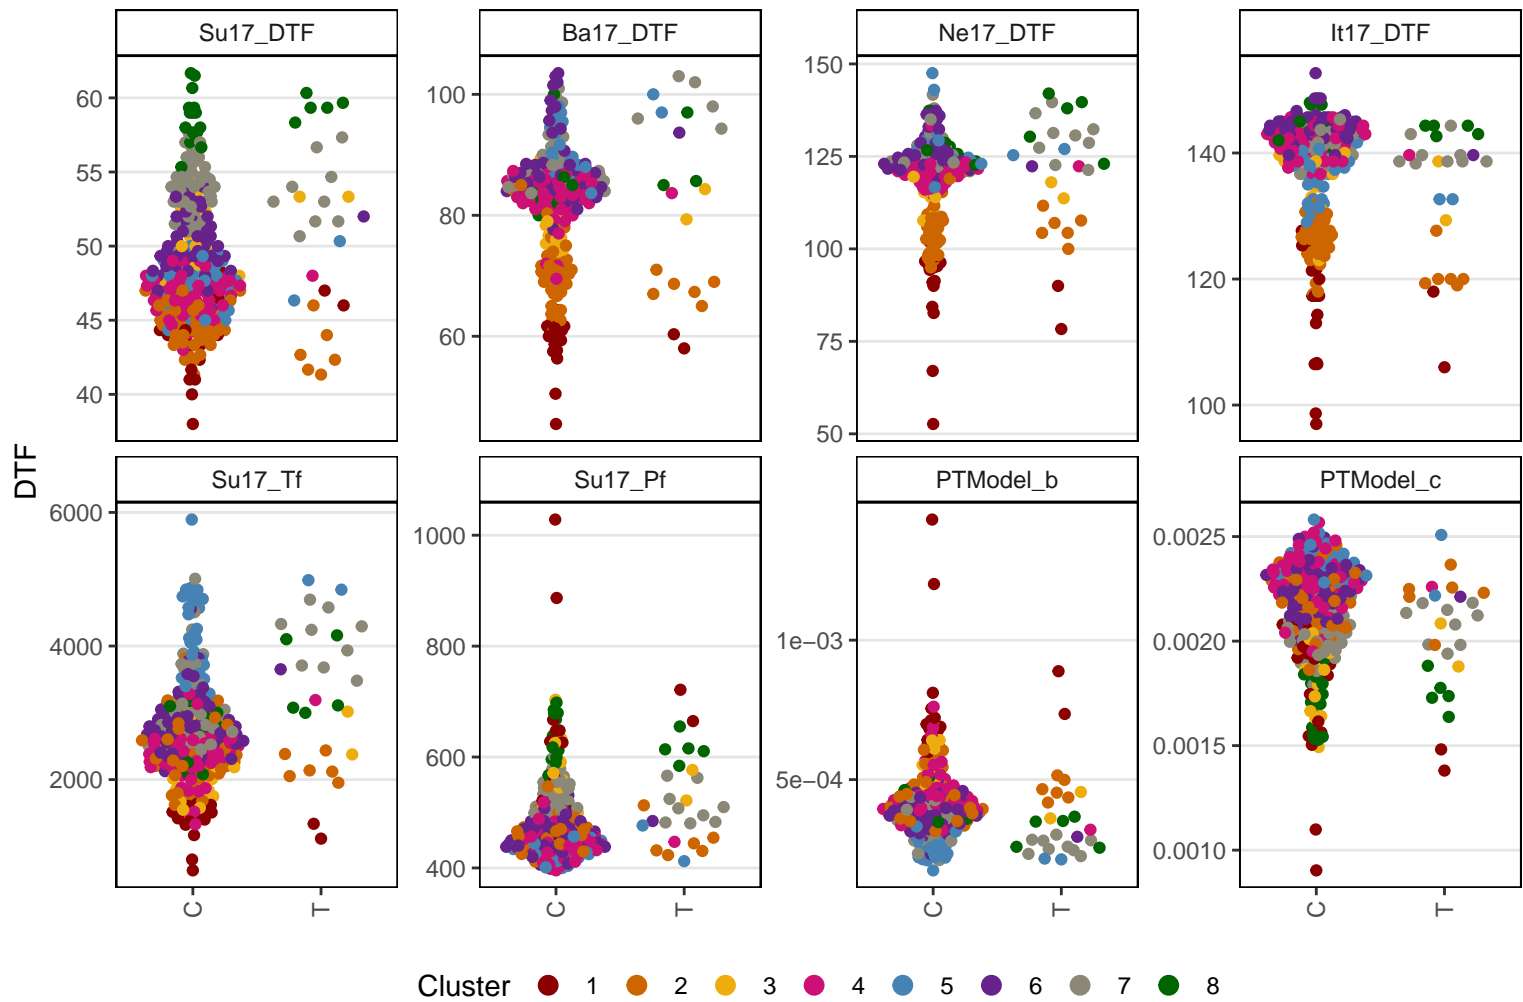 Su17_DTF Ba17_DTF Ne17_DTF It17_DTF
60 55 50 45 40
100 80 60
150 125 100 75 50
140 120 100
DTF
Su17_Tf Su17_Pf PTModel_b PTModel_c
6000 4000 2000
1000 800 600 400
1e−03 5e−04
0.0025 0.0020 0.0015 0.0010
C T C T C T C T
Cluster 1 2 3 4 5 6 7 8